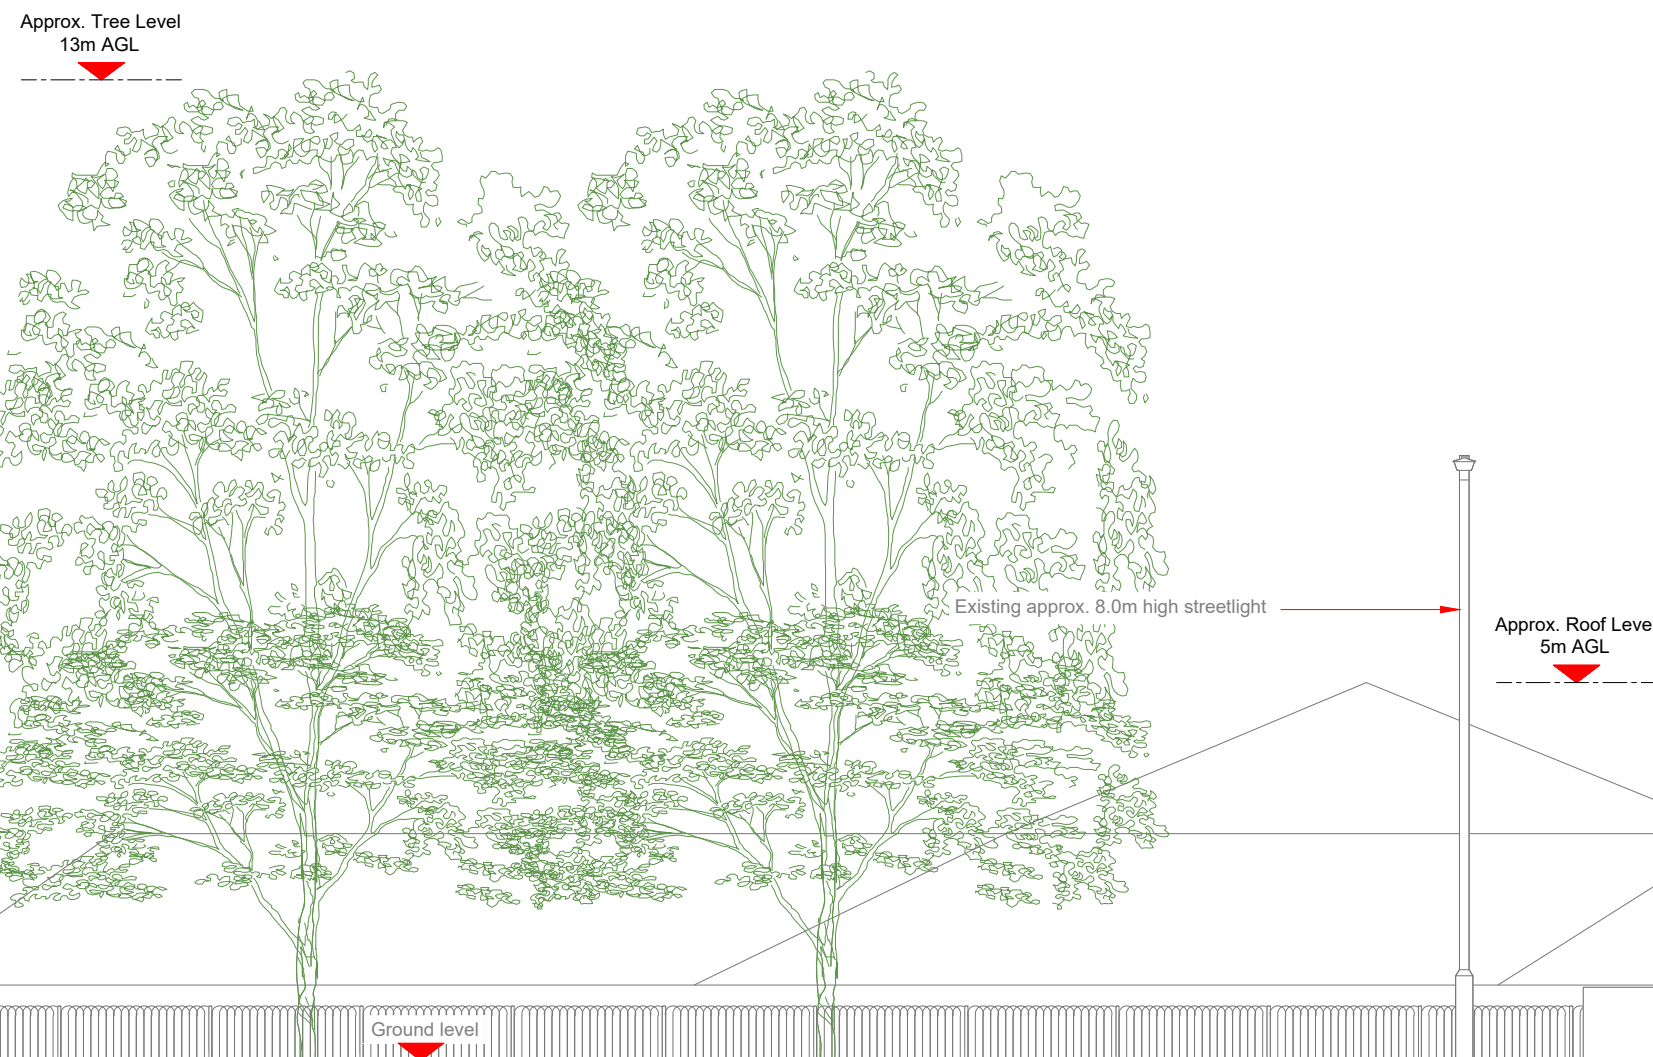 Approx. Tree Level
13m AGL
Existing approx. 8.0m high streetlight
Approx. Roof Leve
5m AGL
Ground level